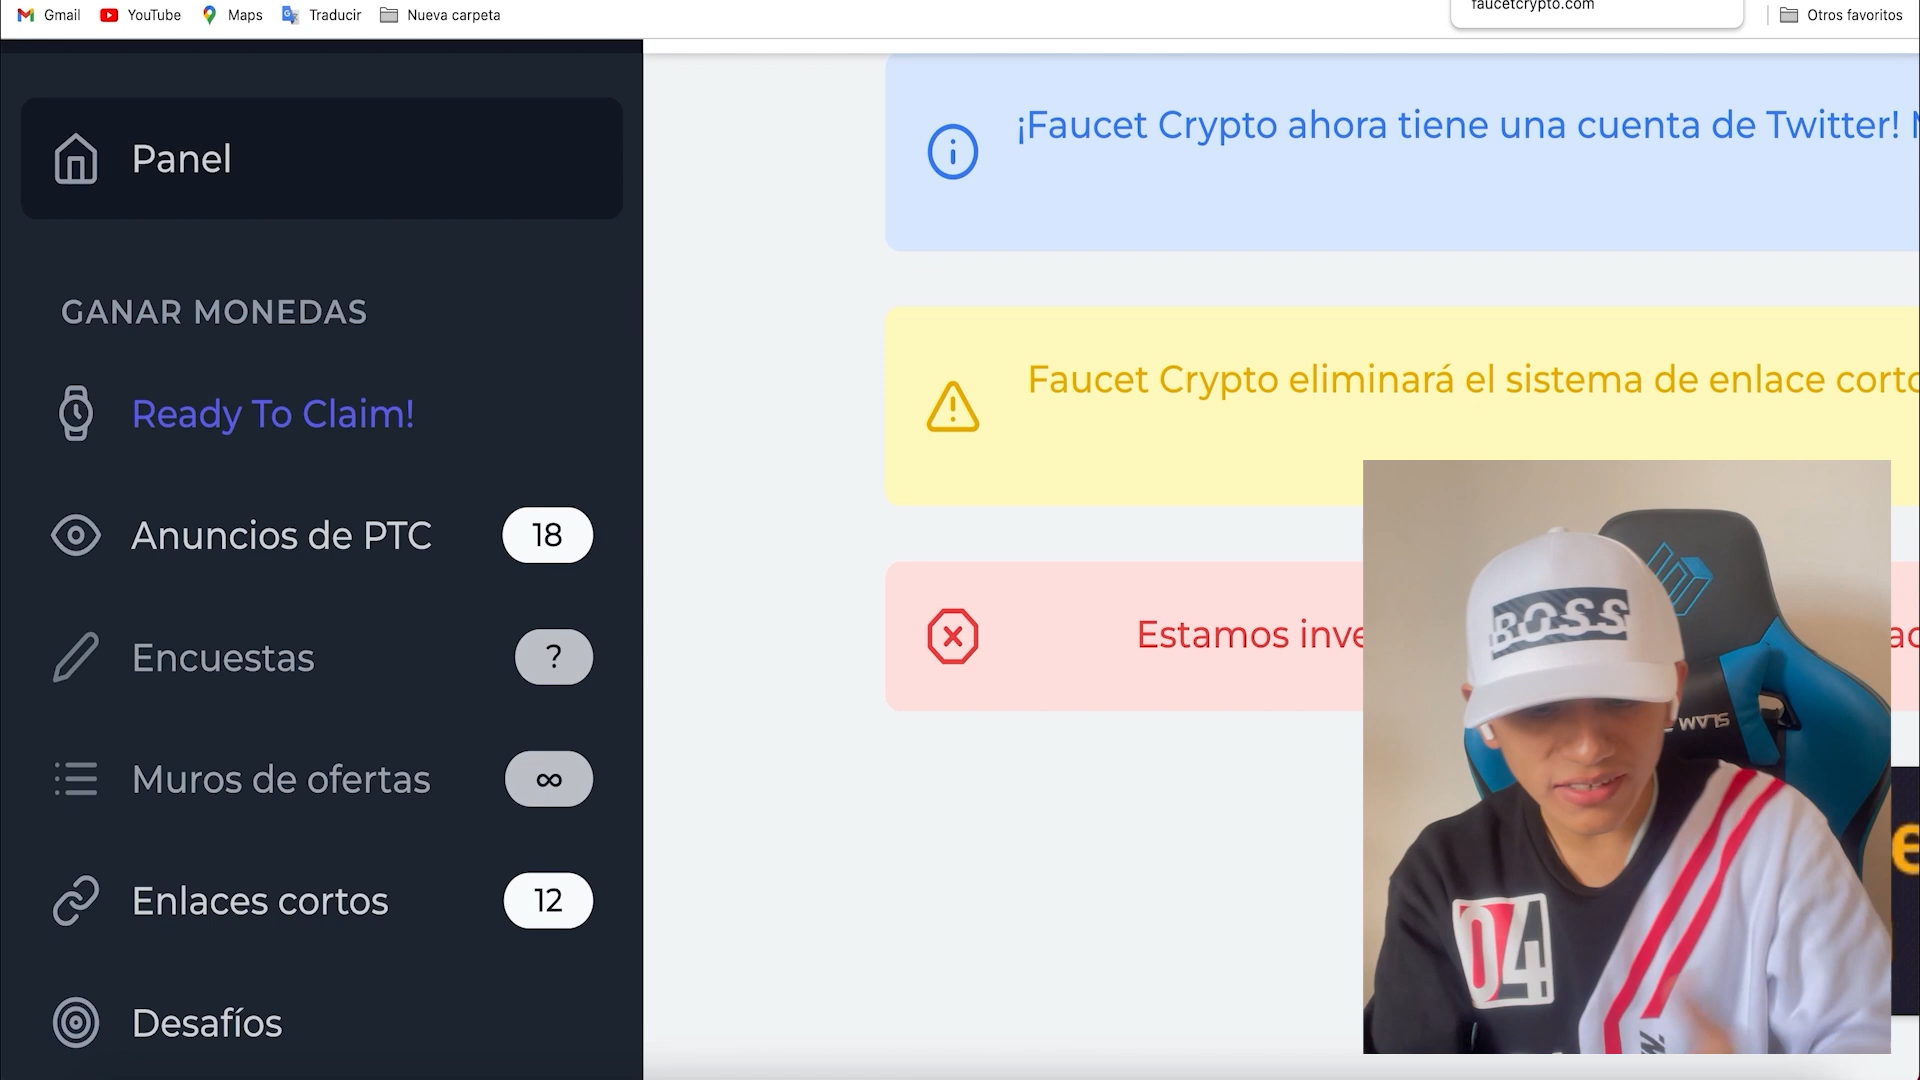 Gmail
YouTube
Maps
Traducir
Nueva carpeta
faucetcrypto.com
Otros favoritos
Panel
GANAR MONEDAS
Ready To Claim!
Anuncios de PTC 18
Encuestas ?
Muros de ofertas ∞
Enlaces cortos 12
Desafíos
¡Faucet Crypto ahora tiene una cuenta de Twitter!
Faucet Crypto eliminará el sistema de enlace corto
Estamos inve
BOSS
04